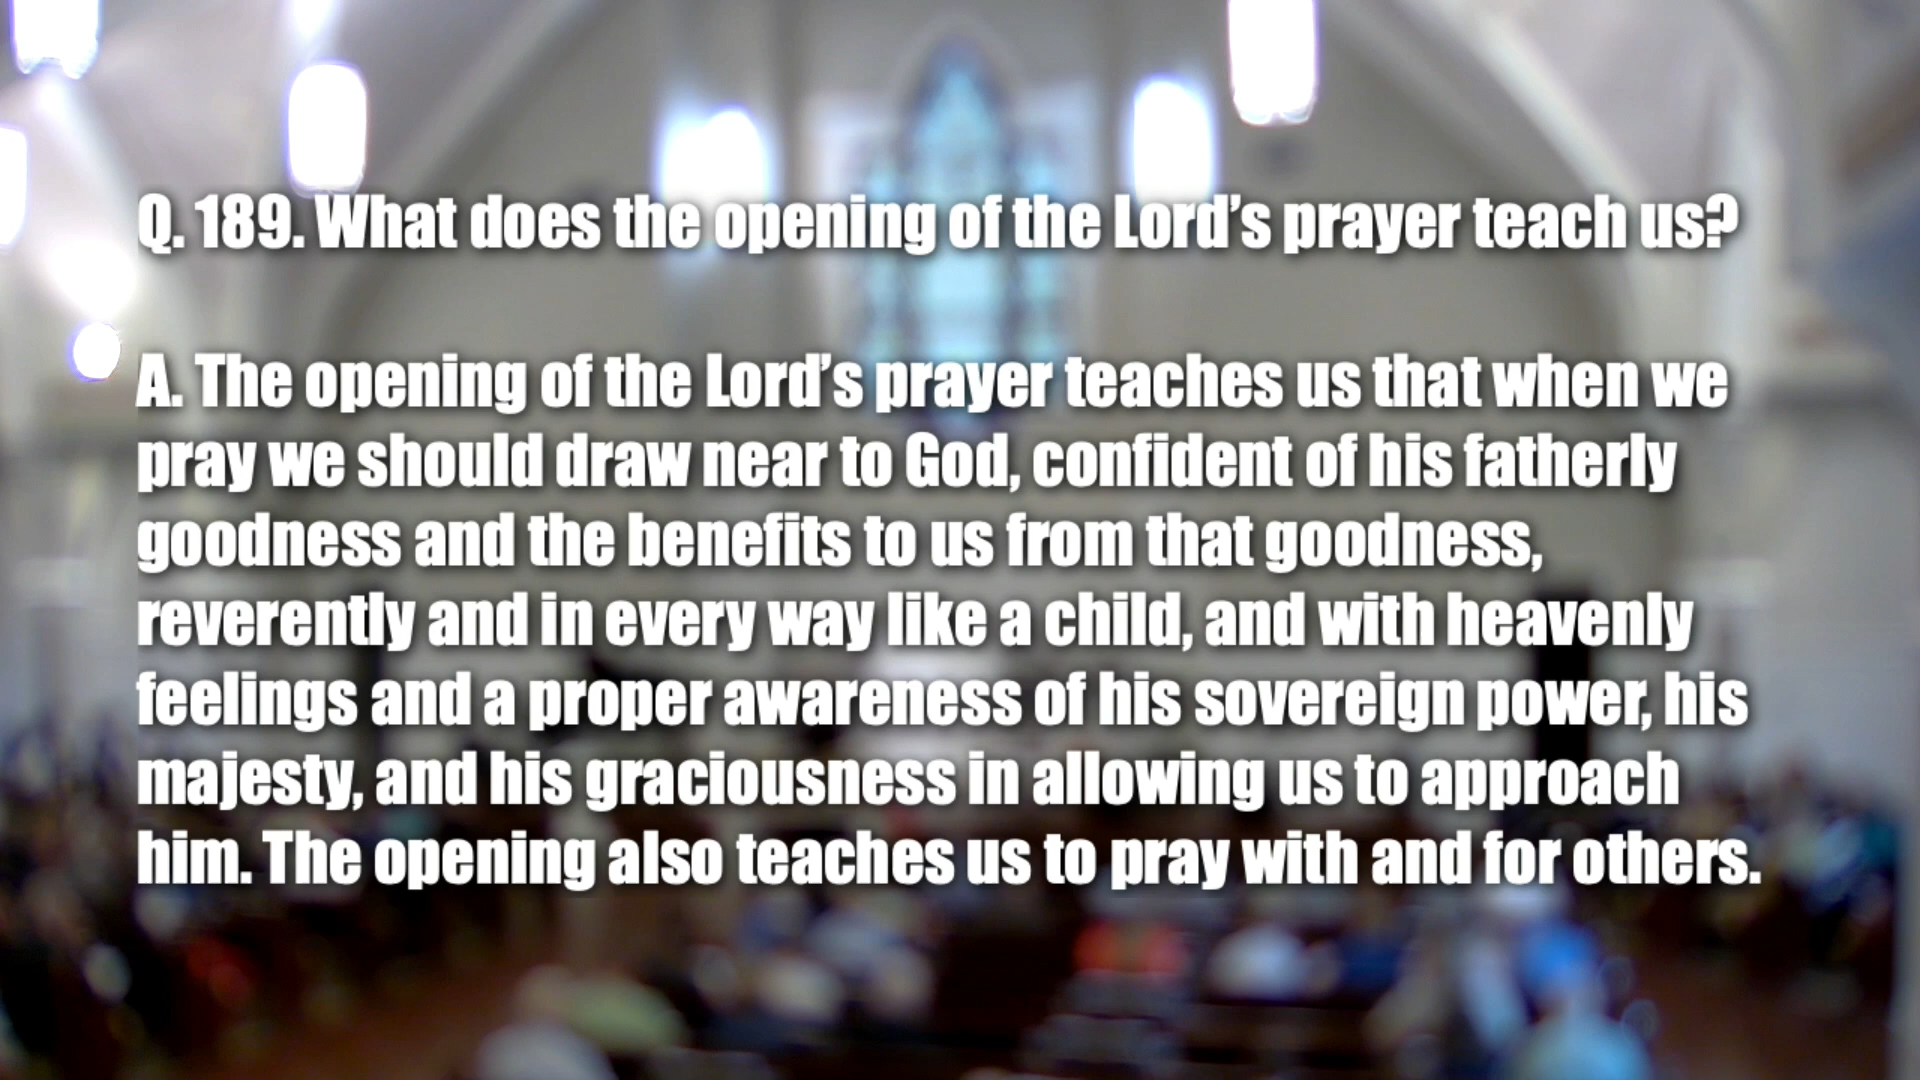 Q. 189. What does the opening of the Lord’s prayer teach us?
A. The opening of the Lord’s prayer teaches us that when we
pray we should draw near to God, confident of his fatherly
goodness and the benefits to us from that goodness,
reverently and in every way like a child, and with heavenly
feelings and a proper awareness of his sovereign power, his
majesty, and his graciousness in allowing us to approach
him. The opening also teaches us to pray with and for others.